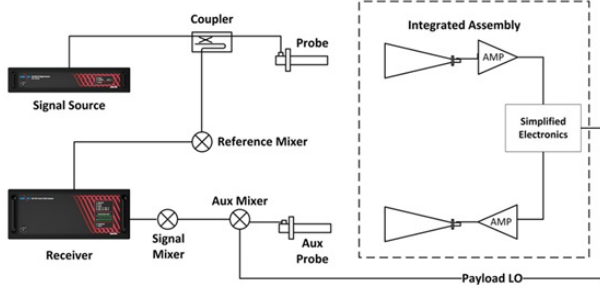 Coupler
Probe
Signal Source
Reference Mixer
Receiver
Signal
Mixer
Aux Mixer
Aux
Probe
Integrated Assembly
AMP
Simplified
Electronics
AMP
Payload LO